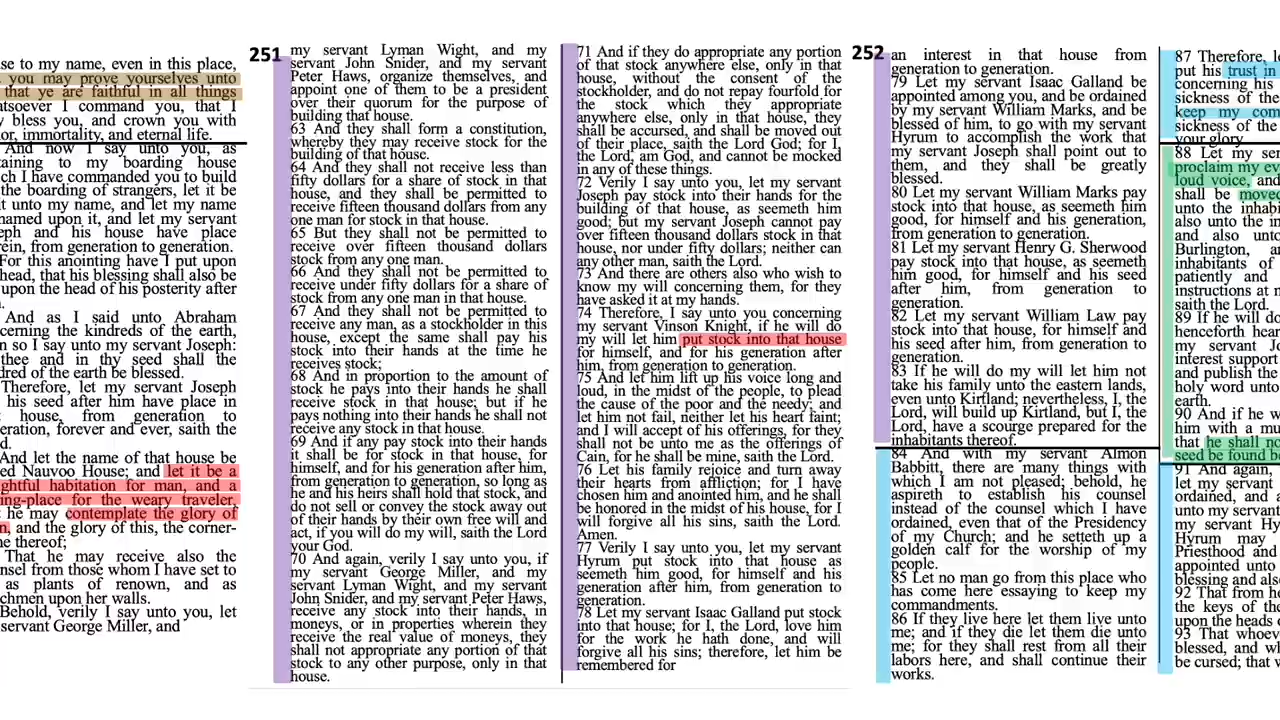 se to my name, even in this place,
you may prove yourselves unto
that ye are faithful in all things
atsoever I command you, that I
y bless you, and crown you with
or, immortality, and eternal life.
And now I say unto you, as
taining to my boarding house
ch I have commanded you to build
the boarding of strangers, let it be
it unto my name, and let my name
named upon it, and let my servant
eph and his house have place
rein, from generation to generation.
For this anointing have I put upon
head, that his blessing shall also be
upon the head of his posterity after
And as I said unto Abraham
cerning the kindreds of the earth,
n so I say unto my servant Joseph:
thee and in thy seed shall the
dred of the earth be blessed.
Therefore, let my servant Joseph
his seed after him have place in
house, from generation to
eration, forever and ever, saith the
d.
And let the name of that house be
ed Nauvoo House; and let it be a
ghtful habitation for man, and a
ing-place for the weary traveler,
t he may contemplate the glory of
n, and the glory of this, the corner-
ne thereof;
That he may receive also the
nsel from those whom I have set to
as plants of renown, and as
chmen upon her walls.
Behold, verily I say unto you, let
servant George Miller, and
251
my servant Lyman Wight, and my
servant John Snider, and my servant
Peter Haws, organize themselves, and
appoint one of them to be a president
over their quorum for the purpose of
building that house.
63 And they shall form a constitution,
whereby they may receive stock for the
building of that house.
64 And they shall not receive less than
fifty dollars for a share of stock in that
house, and they shall be permitted to
receive fifteen thousand dollars from any
one man for stock in that house.
65 But they shall not be permitted to
receive over fifteen thousand dollars
stock from any one man.
66 And they shall not be permitted to
receive under fifty dollars for a share of
stock from any one man in that house.
67 And they shall not be permitted to
receive any man, as a stockholder in this
house, except the same shall pay his
stock into their hands at the time he
receives stock;
68 And in proportion to the amount of
stock he pays into their hands he shall
receive stock in that house; but if he
pays nothing into their hands he shall not
receive any stock in that house.
69 And if any pay stock into their hands
it shall be for stock in that house, for
himself, and for his generation after him,
from generation to generation, so long as
he and his heirs shall hold that stock, and
do not sell or convey the stock away out
of their hands by their own free will and
act, if you will do my will, saith the Lord
your God.
70 And again, verily I say unto you, if
my servant George Miller, and my
servant Lyman Wight, and my servant
John Snider, and my servant Peter Haws,
receive any stock into their hands, in
moneys, or in properties wherein they
receive the real value of moneys, they
shall not appropriate any portion of that
stock to any other purpose, only in that
house.
71 And if they do appropriate any portion
of that stock anywhere else, only in that
house, without the consent of the
stockholder, and do not repay fourfold for
the stock which they appropriate
anywhere else, only in that house, they
shall be accursed, and shall be moved out
of their place, saith the Lord God; for I,
the Lord, am God, and cannot be mocked
in any of these things.
72 Verily I say unto you, let my servant
Joseph pay stock into their hands for the
building of that house, as seemeth him
good; but my servant Joseph cannot pay
over fifteen thousand dollars stock in that
house, nor under fifty dollars; neither can
any other man, saith the Lord.
73 And there are others also who wish to
know my will concerning them, for they
have asked it at my hands.
74 Therefore, I say unto you concerning
my servant Vinson Knight, if he will do
my will let him put stock into that house
for himself, and for his generation after
him, from generation to generation.
75 And let him lift up his voice long and
loud, in the midst of the people, to plead
the cause of the poor and the needy; and
let him not fail, neither let his heart faint;
and I will accept of his offerings, for they
shall not be unto me as the offerings of
Cain, for he shall be mine, saith the Lord.
76 Let his family rejoice and turn away
their hearts from affliction; for I have
chosen him and anointed him, and he shall
be honored in the midst of his house, for I
will forgive all his sins, saith the Lord.
Amen.
77 Verily I say unto you, let my servant
Hyrum put stock into that house as
seemeth him good, for himself and his
generation after him, from generation to
generation.
78 Let my servant Isaac Galland put stock
into that house; for I, the Lord, love him
for the work he hath done, and will
forgive all his sins; therefore, let him be
remembered for
252
an interest in that house from
generation to generation.
79 Let my servant Isaac Galland be
appointed among you, and be ordained
by my servant William Marks, and be
blessed of him, to go with my servant
Hyrum to accomplish the work that
my servant Joseph shall point out to
them, and they shall be greatly
blessed.
80 Let my servant William Marks pay
stock into that house, as seemeth him
good, for himself and his generation,
from generation to generation.
81 Let my servant Henry G. Sherwood
pay stock into that house, as seemeth
him good, for himself and his seed
after him, from generation to
generation.
82 Let my servant William Law pay
stock into that house, for himself and
his seed after him, from generation to
generation.
83 If he will do my will let him not
take his family unto the eastern lands,
even unto Kirtland; nevertheless, I, the
Lord, will build up Kirtland, but I, the
Lord, have a scourge prepared for the
inhabitants thereof.
84 And with my servant Almon
Babbitt, there are many things with
which I am not pleased; behold, he
aspireth to establish his counsel
instead of the counsel which I have
ordained, even that of the Presidency
of my Church; and he setteth up a
golden calf for the worship of my
people.
85 Let no man go from this place who
has come here essaying to keep my
commandments.
86 If they live here let them live unto
me; and if they die let them die unto
me; for they shall rest from all their
labors here, and shall continue their
works.
87 Therefore, le
put his trust in
concerning his
sickness of the
keep my com
sickness of the
your glory.
88 Let my ser
proclaim my ev
loud voice, and
shall be moved
unto the inhab
also unto the in
and also unto
Burlington, an
inhabitants of
patiently and
instructions at m
saith the Lord.
89 If he will do
henceforth hear
my servant Jo
interest support
and publish the
holy word unto
earth.
90 And if he w
him with a mu
that he shall no
seed be found be
91 And again,
let my servant
ordained, and a
unto my servant
my servant Hy
Hyrum may
Priesthood and
appointed unto
blessing and also
92 That from he
the keys of the
upon the heads o
93 That whoev
blessed, and wh
be cursed; that w